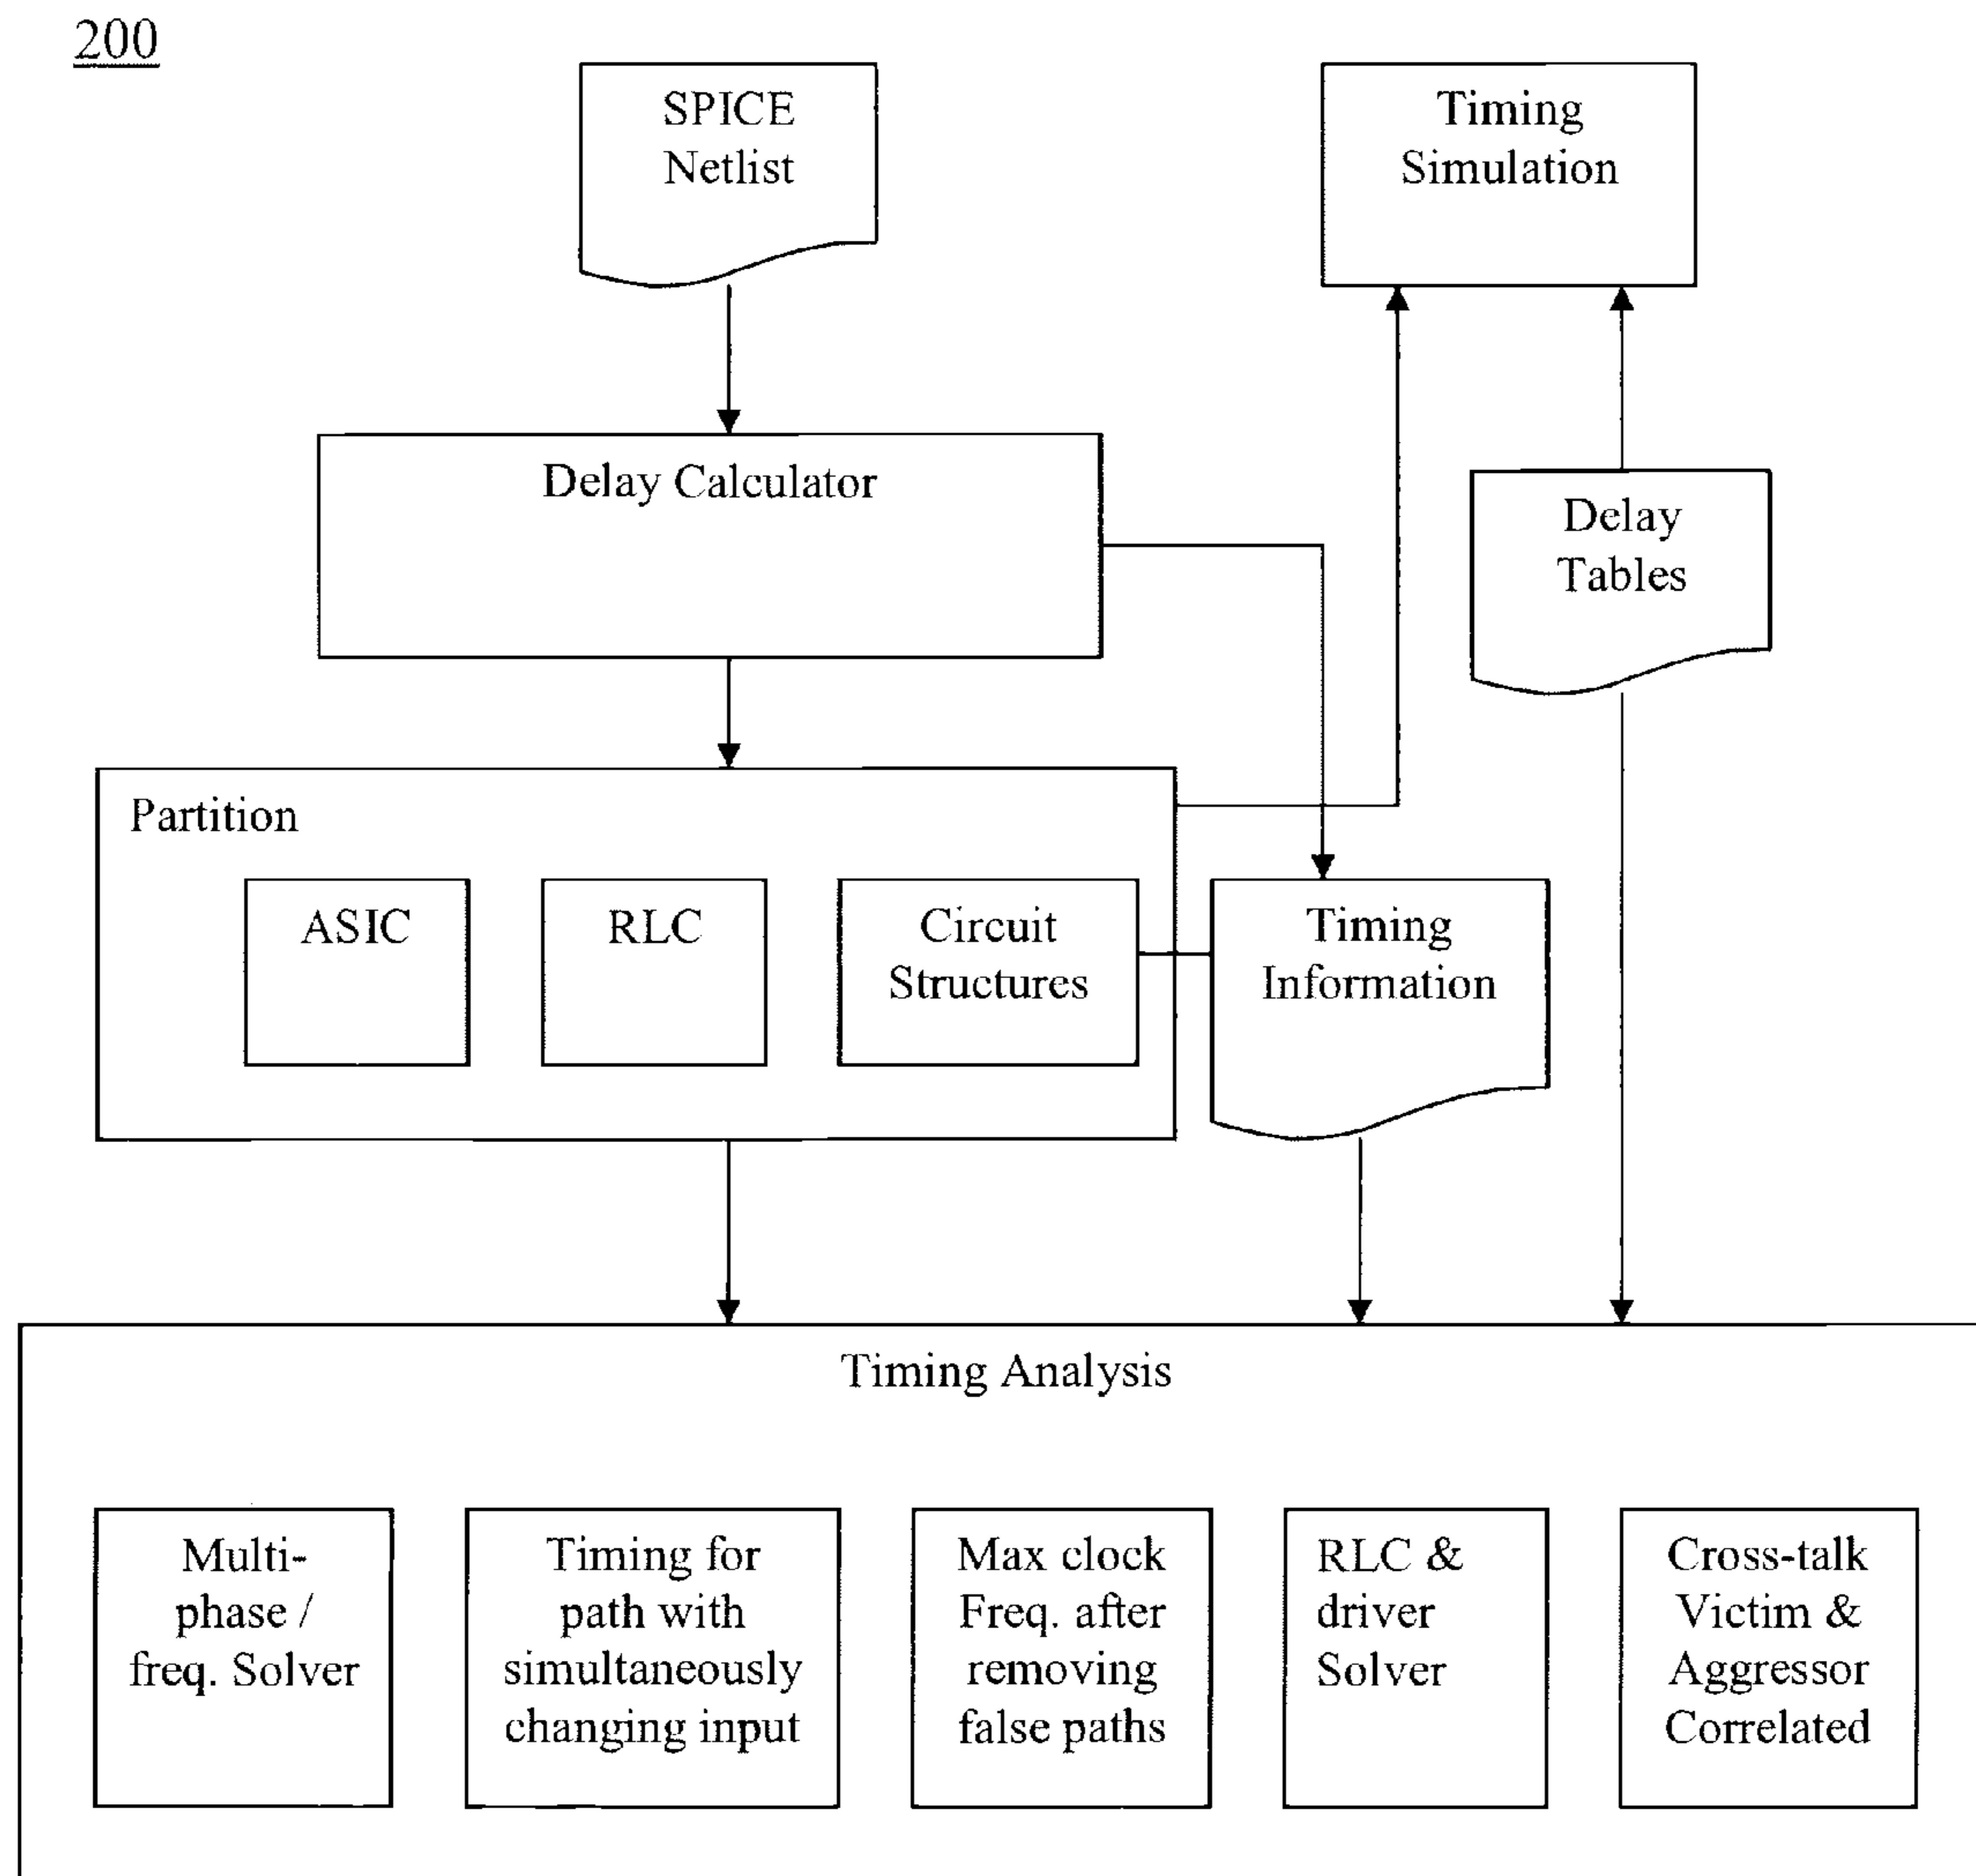 200
SPICE
Netlist
Timing
Simulation
Delay Calculator
Delay
Tables
Partition
ASIC
RLC
Circuit
Structures
Timing
Information
Timing Analysis
Multi-
phase /
freq. Solver
Timing for
path with
simultaneously
changing input
Max clock
Freq. after
removing
false paths
RLC &
driver
Solver
Cross-talk
Victim &
Aggressor
Correlated